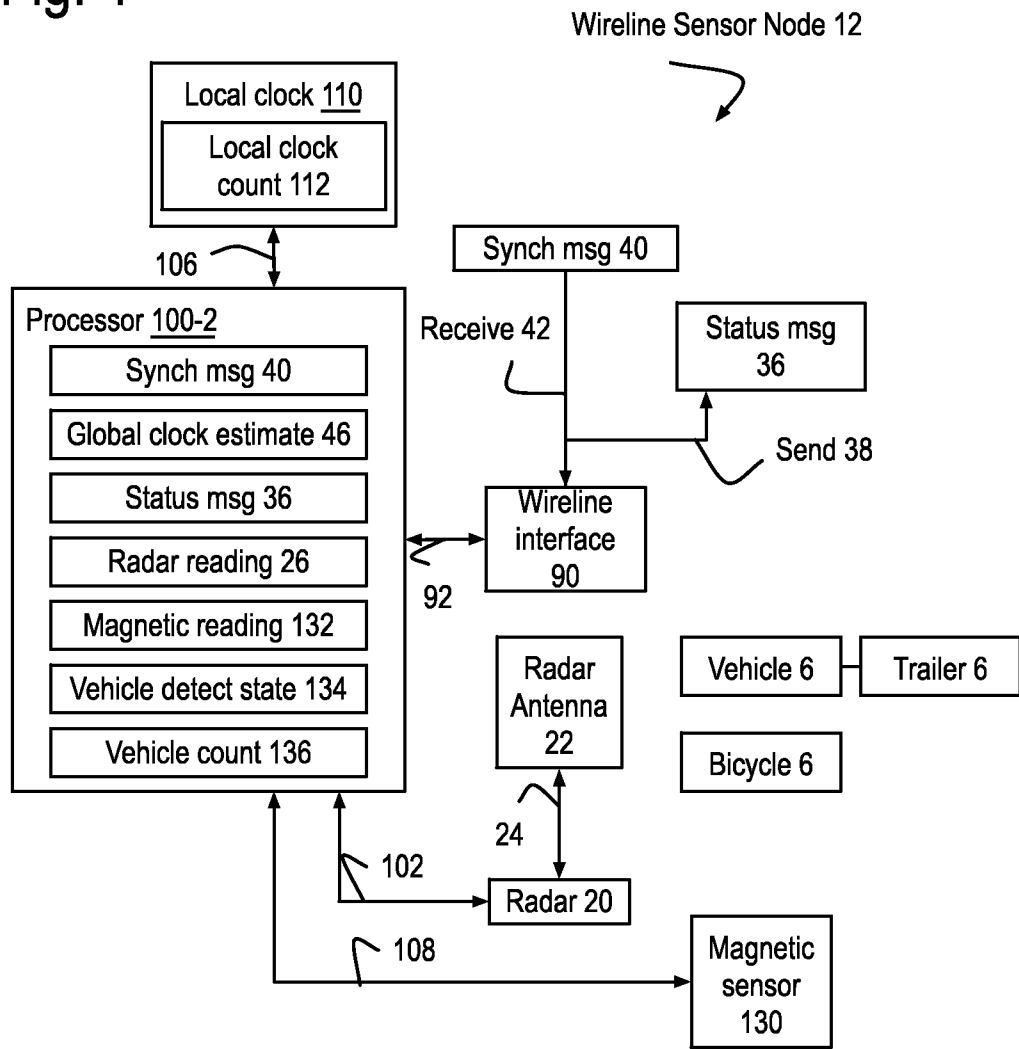 Wireline Sensor Node 12
Local clock 110
Local clock
count 112
106
Synch msg 40
Processor 100-2
Synch msg 40
Global clock estimate 46
Status msg 36
Radar reading 26
Magnetic reading 132
Vehicle detect state 134
Vehicle count 136
Receive 42
Status msg
36
Send 38
Wireline
interface
90
92
Radar
Antenna
22
Vehicle 6
Trailer 6
Bicycle 6
24
102
Radar 20
108
Magnetic
sensor
130